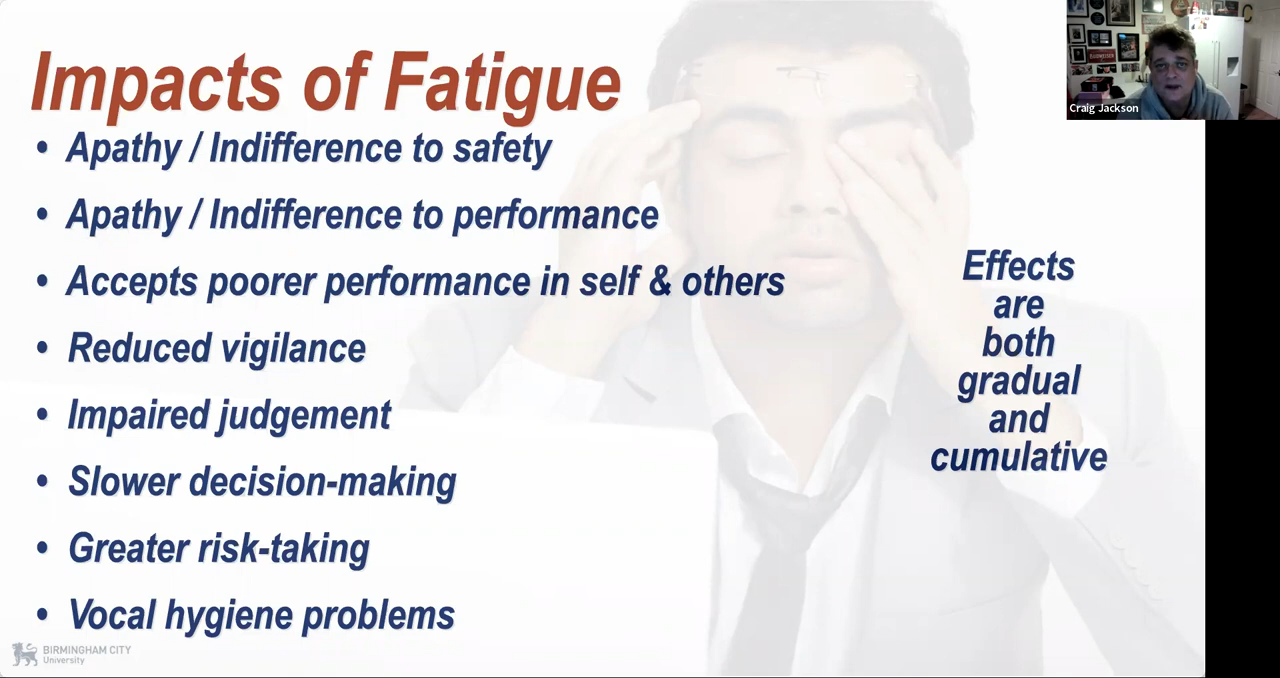 Impacts of Fatigue
• Apathy / Indifference to safety
• Apathy / Indifference to performance
• Accepts poorer performance in self & others
• Reduced vigilance
• Impaired judgement
• Slower decision-making
• Greater risk-taking
• Vocal hygiene problems
Effects
are
both
gradual
and
cumulative
BIRMINGHAM CITY
University
Craig Jackson